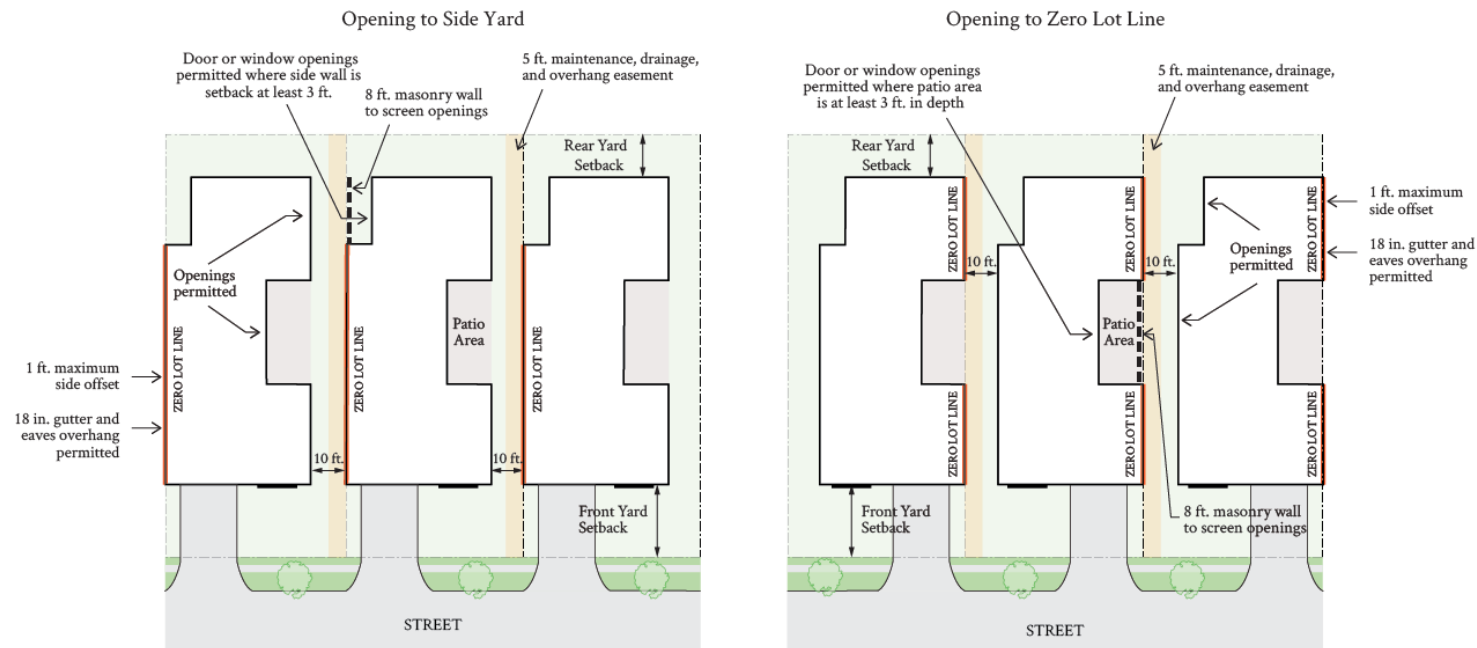 Opening to Side Yard
Door or window openings
permitted where side wall is
setback at least 3 ft.
8 ft. masonry wall
to screen openings
5 ft. maintenance, drainage,
and overhang easement
Rear Yard
Setback
Openings
permitted
Patio
Area
ZERO LOT LINE
ZERO LOT LINE
ZERO LOT LINE
1 ft. maximum
side offset
18 in. gutter and
eaves overhang
permitted
10 ft.
10 ft.
Front Yard
Setback
STREET
Opening to Zero Lot Line
Door or window openings
permitted where patio area
is at least 3 ft. in depth
5 ft. maintenance, drainage,
and overhang easement
Rear Yard
Setback
ZERO LOT LINE
ZERO LOT LINE
ZERO LOT LINE
1 ft. maximum
side offset
18 in. gutter and
eaves overhang
permitted
10 ft.
10 ft.
Openings
permitted
Patio
Area
ZERO LOT LINE
ZERO LOT LINE
ZERO LOT LINE
Front Yard
Setback
8 ft. masonry wall
to screen openings
STREET